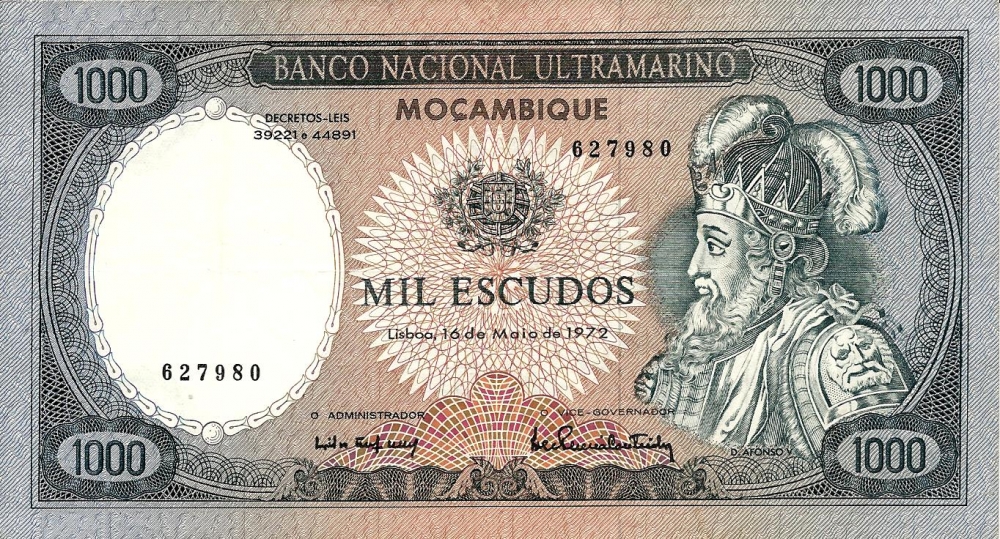 1000
BANCO NACIONAL ULTRAMARINO
1000
MOÇAMBIQUE
DECRETOS-LEIS
39221 e 44891
627980
MIL ESCUDOS
Lisboa, 16 de Maio de 1972
627980
O ADMINISTRADOR
O VICE-GOVERNADOR
D. AFONSO V
1000
1000